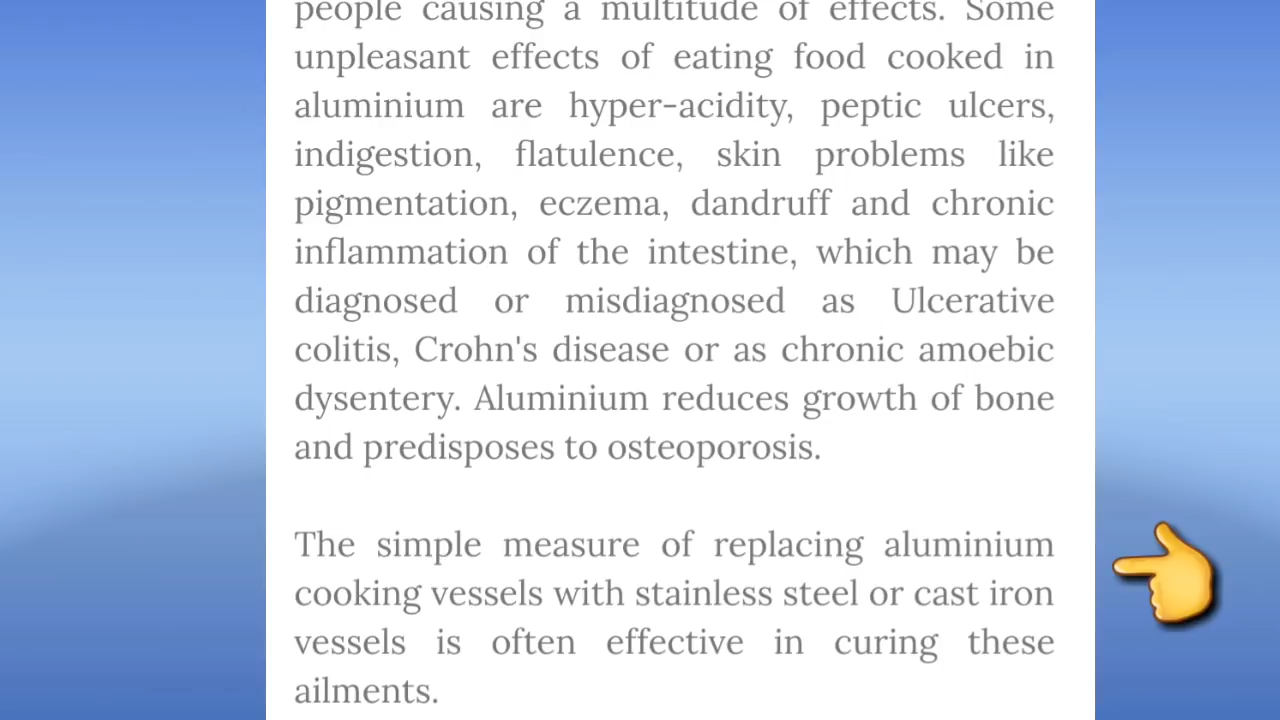 people causing a multitude of effects. Some
unpleasant effects of eating food cooked in
aluminium are hyper-acidity, peptic ulcers,
indigestion, flatulence, skin problems like
pigmentation, eczema, dandruff and chronic
inflammation of the intestine, which may be
diagnosed or misdiagnosed as Ulcerative
colitis, Crohn's disease or as chronic amoebic
dysentery. Aluminium reduces growth of bone
and predisposes to osteoporosis.
The simple measure of replacing aluminium
cooking vessels with stainless steel or cast iron
vessels is often effective in curing these
ailments.